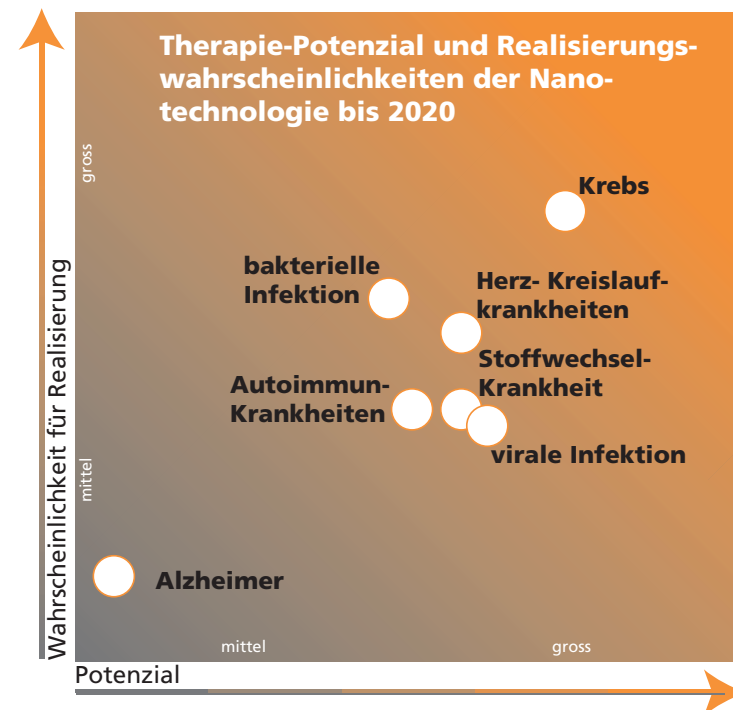 Therapie-Potenzial und Realisierungs-
wahrscheinlichkeiten der Nano-
technologie bis 2020
gross
Krebs
bakterielle
Infektion
Herz- Kreislauf-
krankheiten
Stoffwechsel-
Krankheit
Autoimmun-
Krankheiten
virale Infektion
mittel
Wahrscheinlichkeit für Realisierung
Alzheimer
mittel
gross
Potenzial